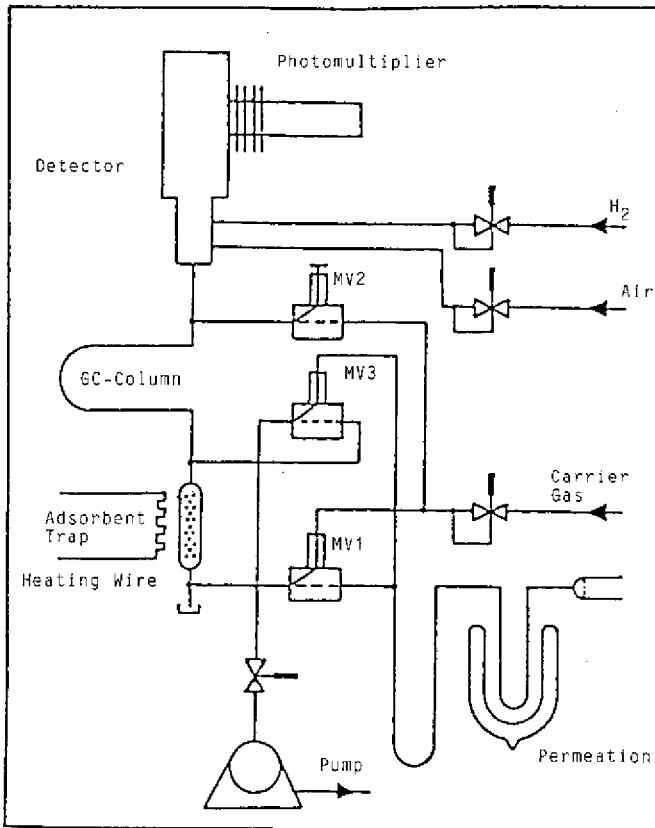 Photomultiplier
Detector
H2
Air
MV2
GC-Column
MV3
Carrier
Gas
Adsorbent
Trap
MV1
Heating Wire
Permeation
Pump